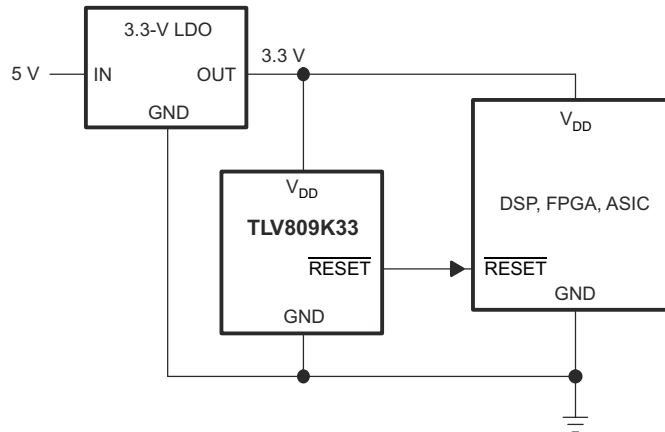 3.3-V LDO
5 V
IN
OUT
3.3 V
GND
VDD
TLV809K33
RESET
GND
VDD
DSP, FPGA, ASIC
RESET
GND